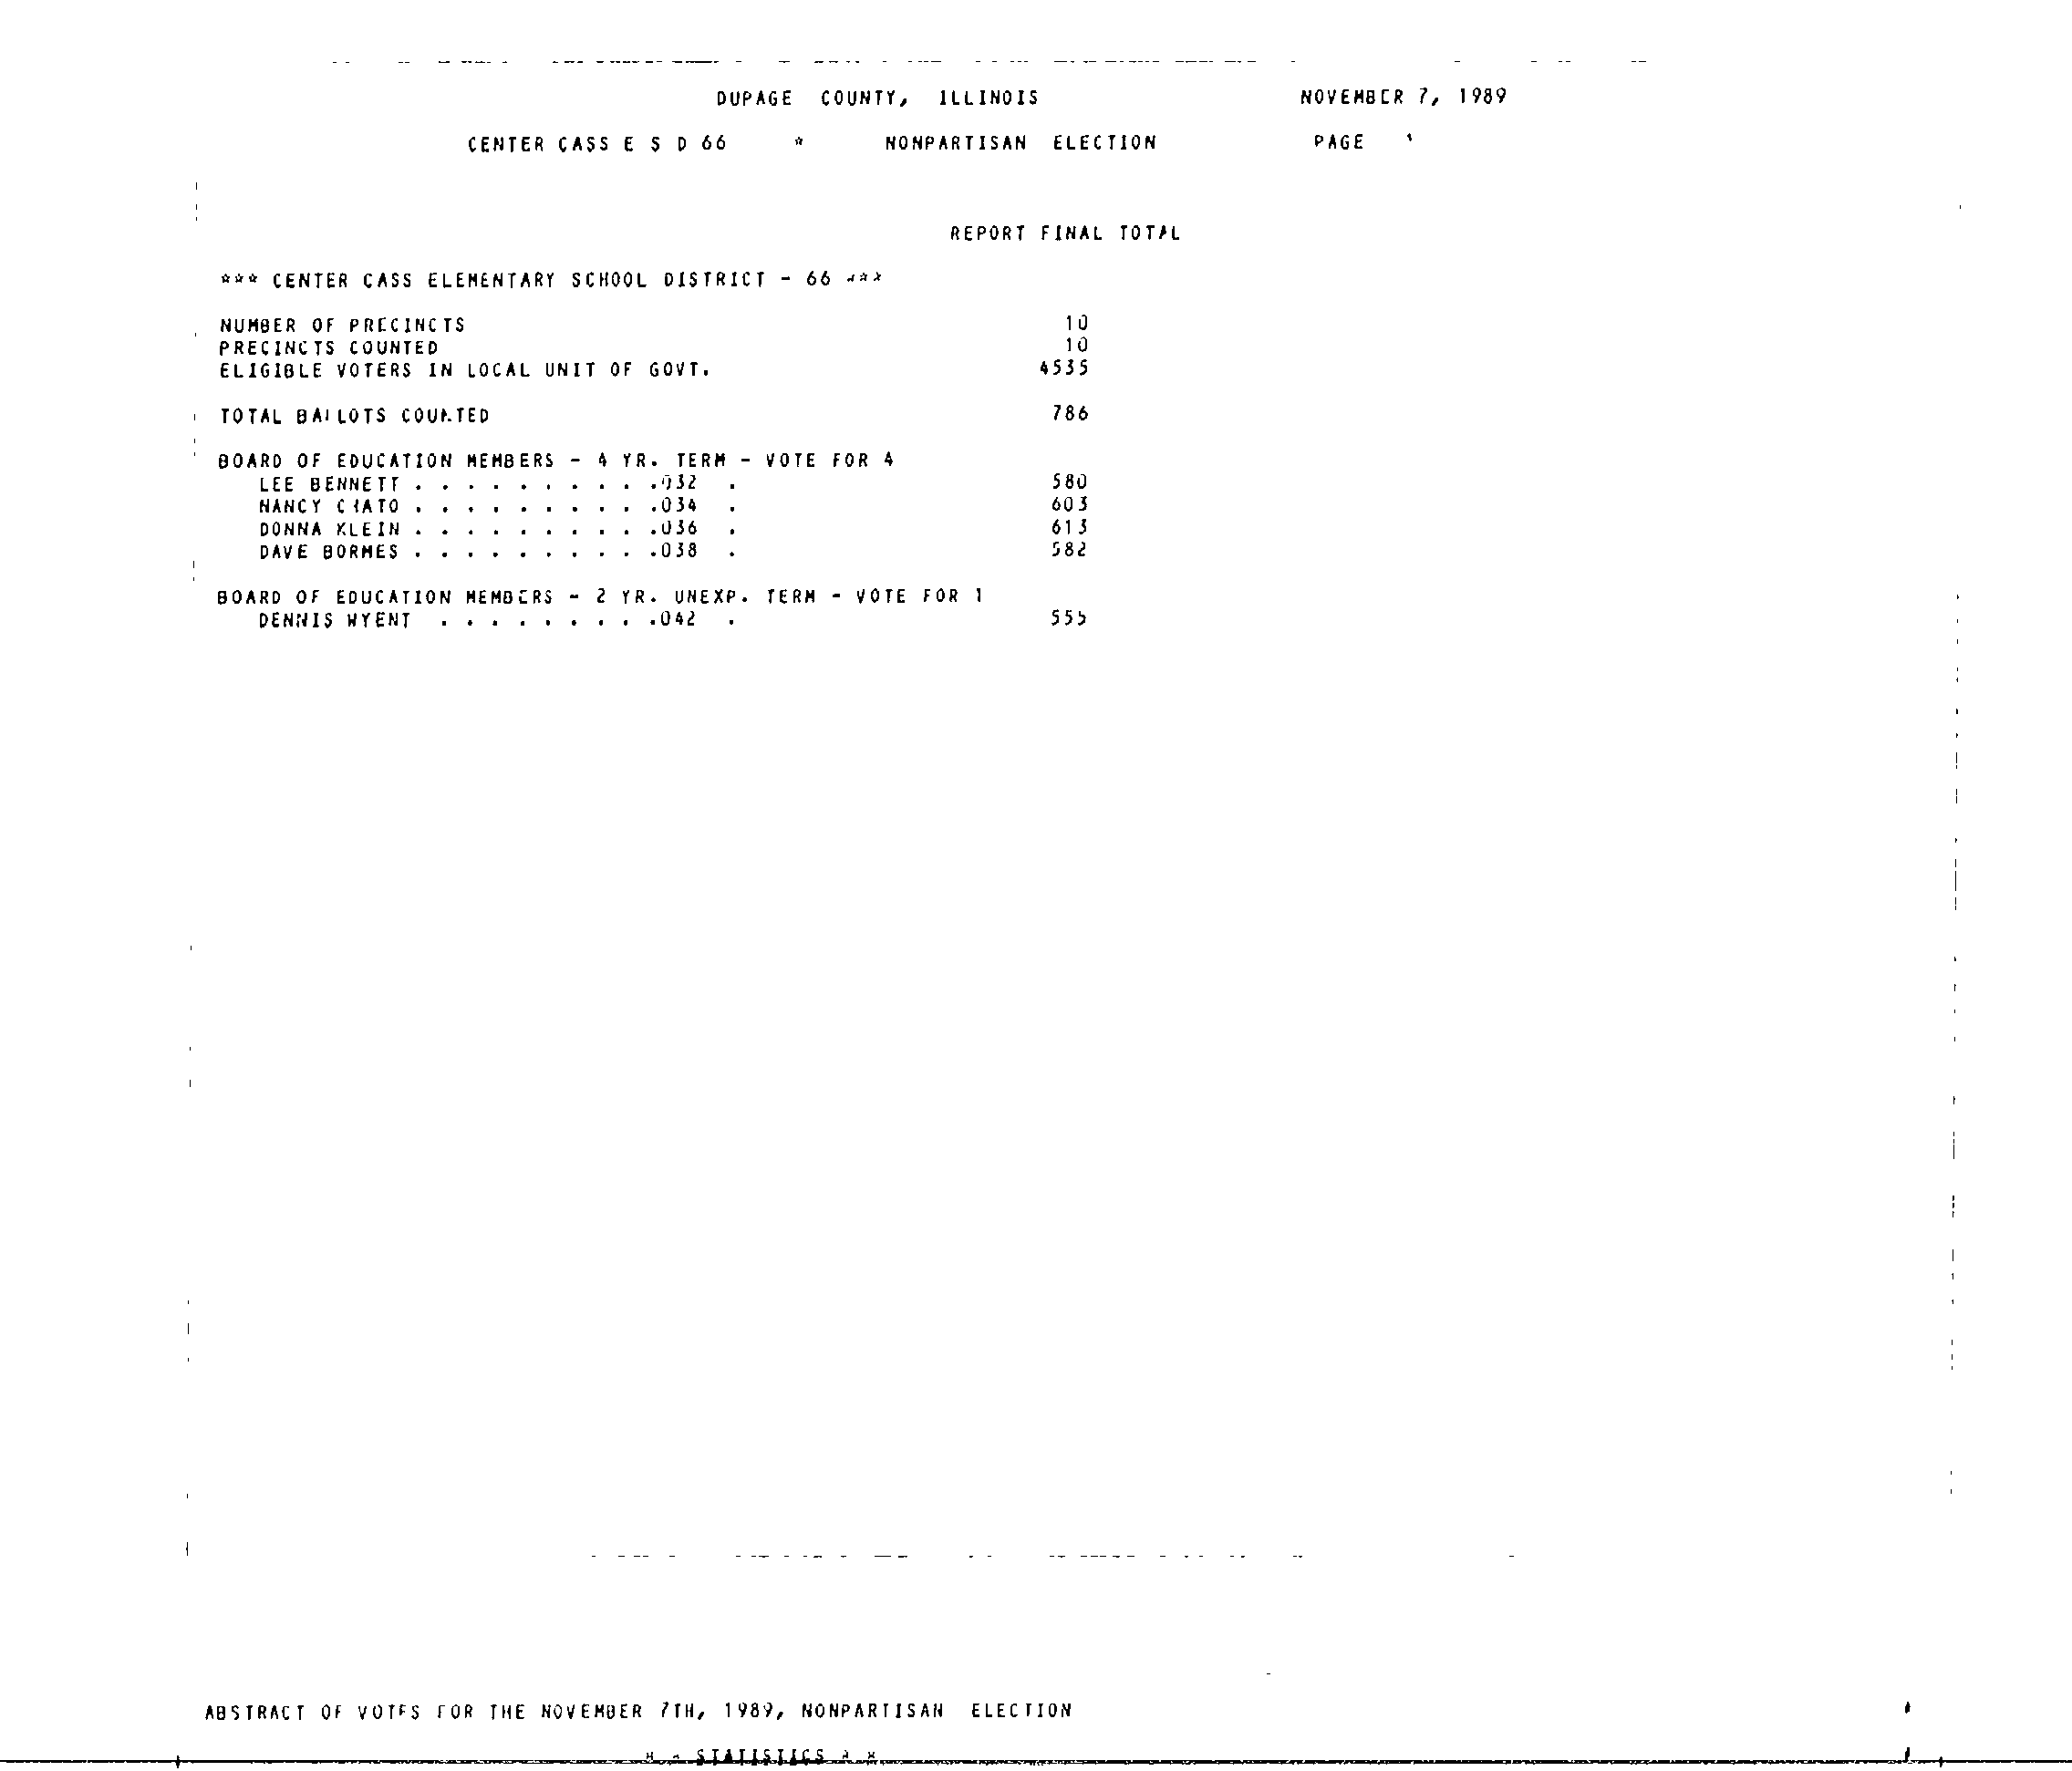 DUPAGE COUNTY, ILLINOIS NOVEMBER 7, 1989
CENTER CASS E S D 66 * NONPARTISAN ELECTION PAGE
REPORT FINAL TOTAL
*** CENTER CASS ELEMENTARY SCHOOL DISTRICT - 66 ***
NUMBER OF PRECINCTS 10
PRECINCTS COUNTED 10
ELIGIBLE VOTERS IN LOCAL UNIT OF GOVT. 4535
TOTAL BALLOTS COUNTED 786
BOARD OF EDUCATION MEMBERS - 4 YR. TERM - VOTE FOR 4
LEE BENNETT . . . . . . . . . .032 . 580
NANCY . . . . . . . . . .034 . 603
DONNA KLEIN . . . . . . . . . .036 . 613
DAVE BORMES . . . . . . . . . .038 . 582
BOARD OF EDUCATION MEMBERS - 2 YR. UNEXP. TERM - VOTE FOR 1
DENNIS WYENT . . . . . . . . .042 . 555
ABSTRACT OF VOTES FOR THE NOVEMBER 7TH, 1989, NONPARTISAN ELECTION
* * STATISTICS * *